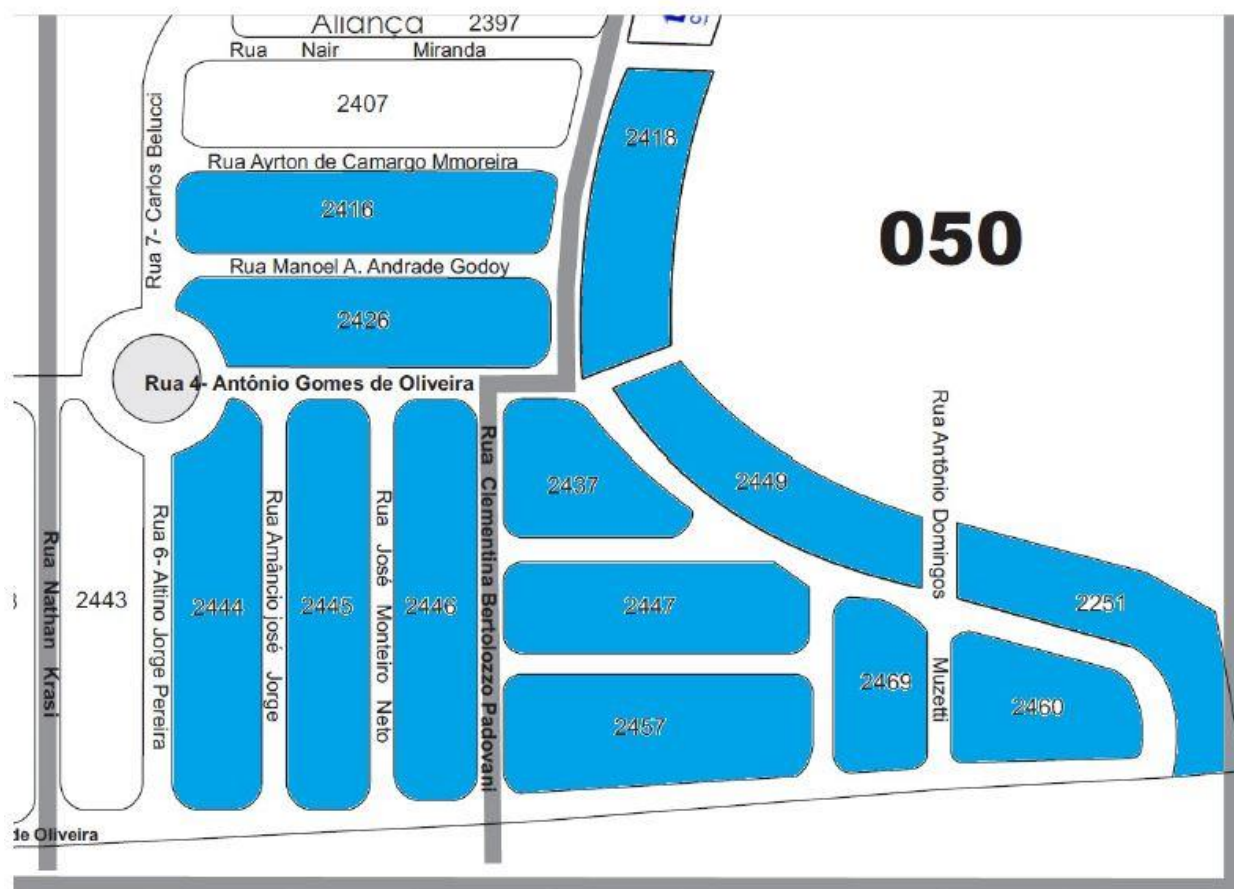 Aliança 2397
Rua Nair Miranda
2407
2418
Rua Ayrton de Camargo Mmoreira
2416
Rua 7- Carlos Belucci
050
Rua Manoel A. Andrade Godoy
2426
Rua 4- Antônio Gomes de Oliveira
2437
2449
Rua Antônio Domingos Muzetti
Rua Nathan Krasi
2443
Rua 6- Altino Jorge Pereira
2444
Rua Amâncio josé Jorge
2445
Rua José Monteiro Neto
2446
Rua Clementina Bertolozzo Padovani
2447
2251
2469
2460
2457
de Oliveira